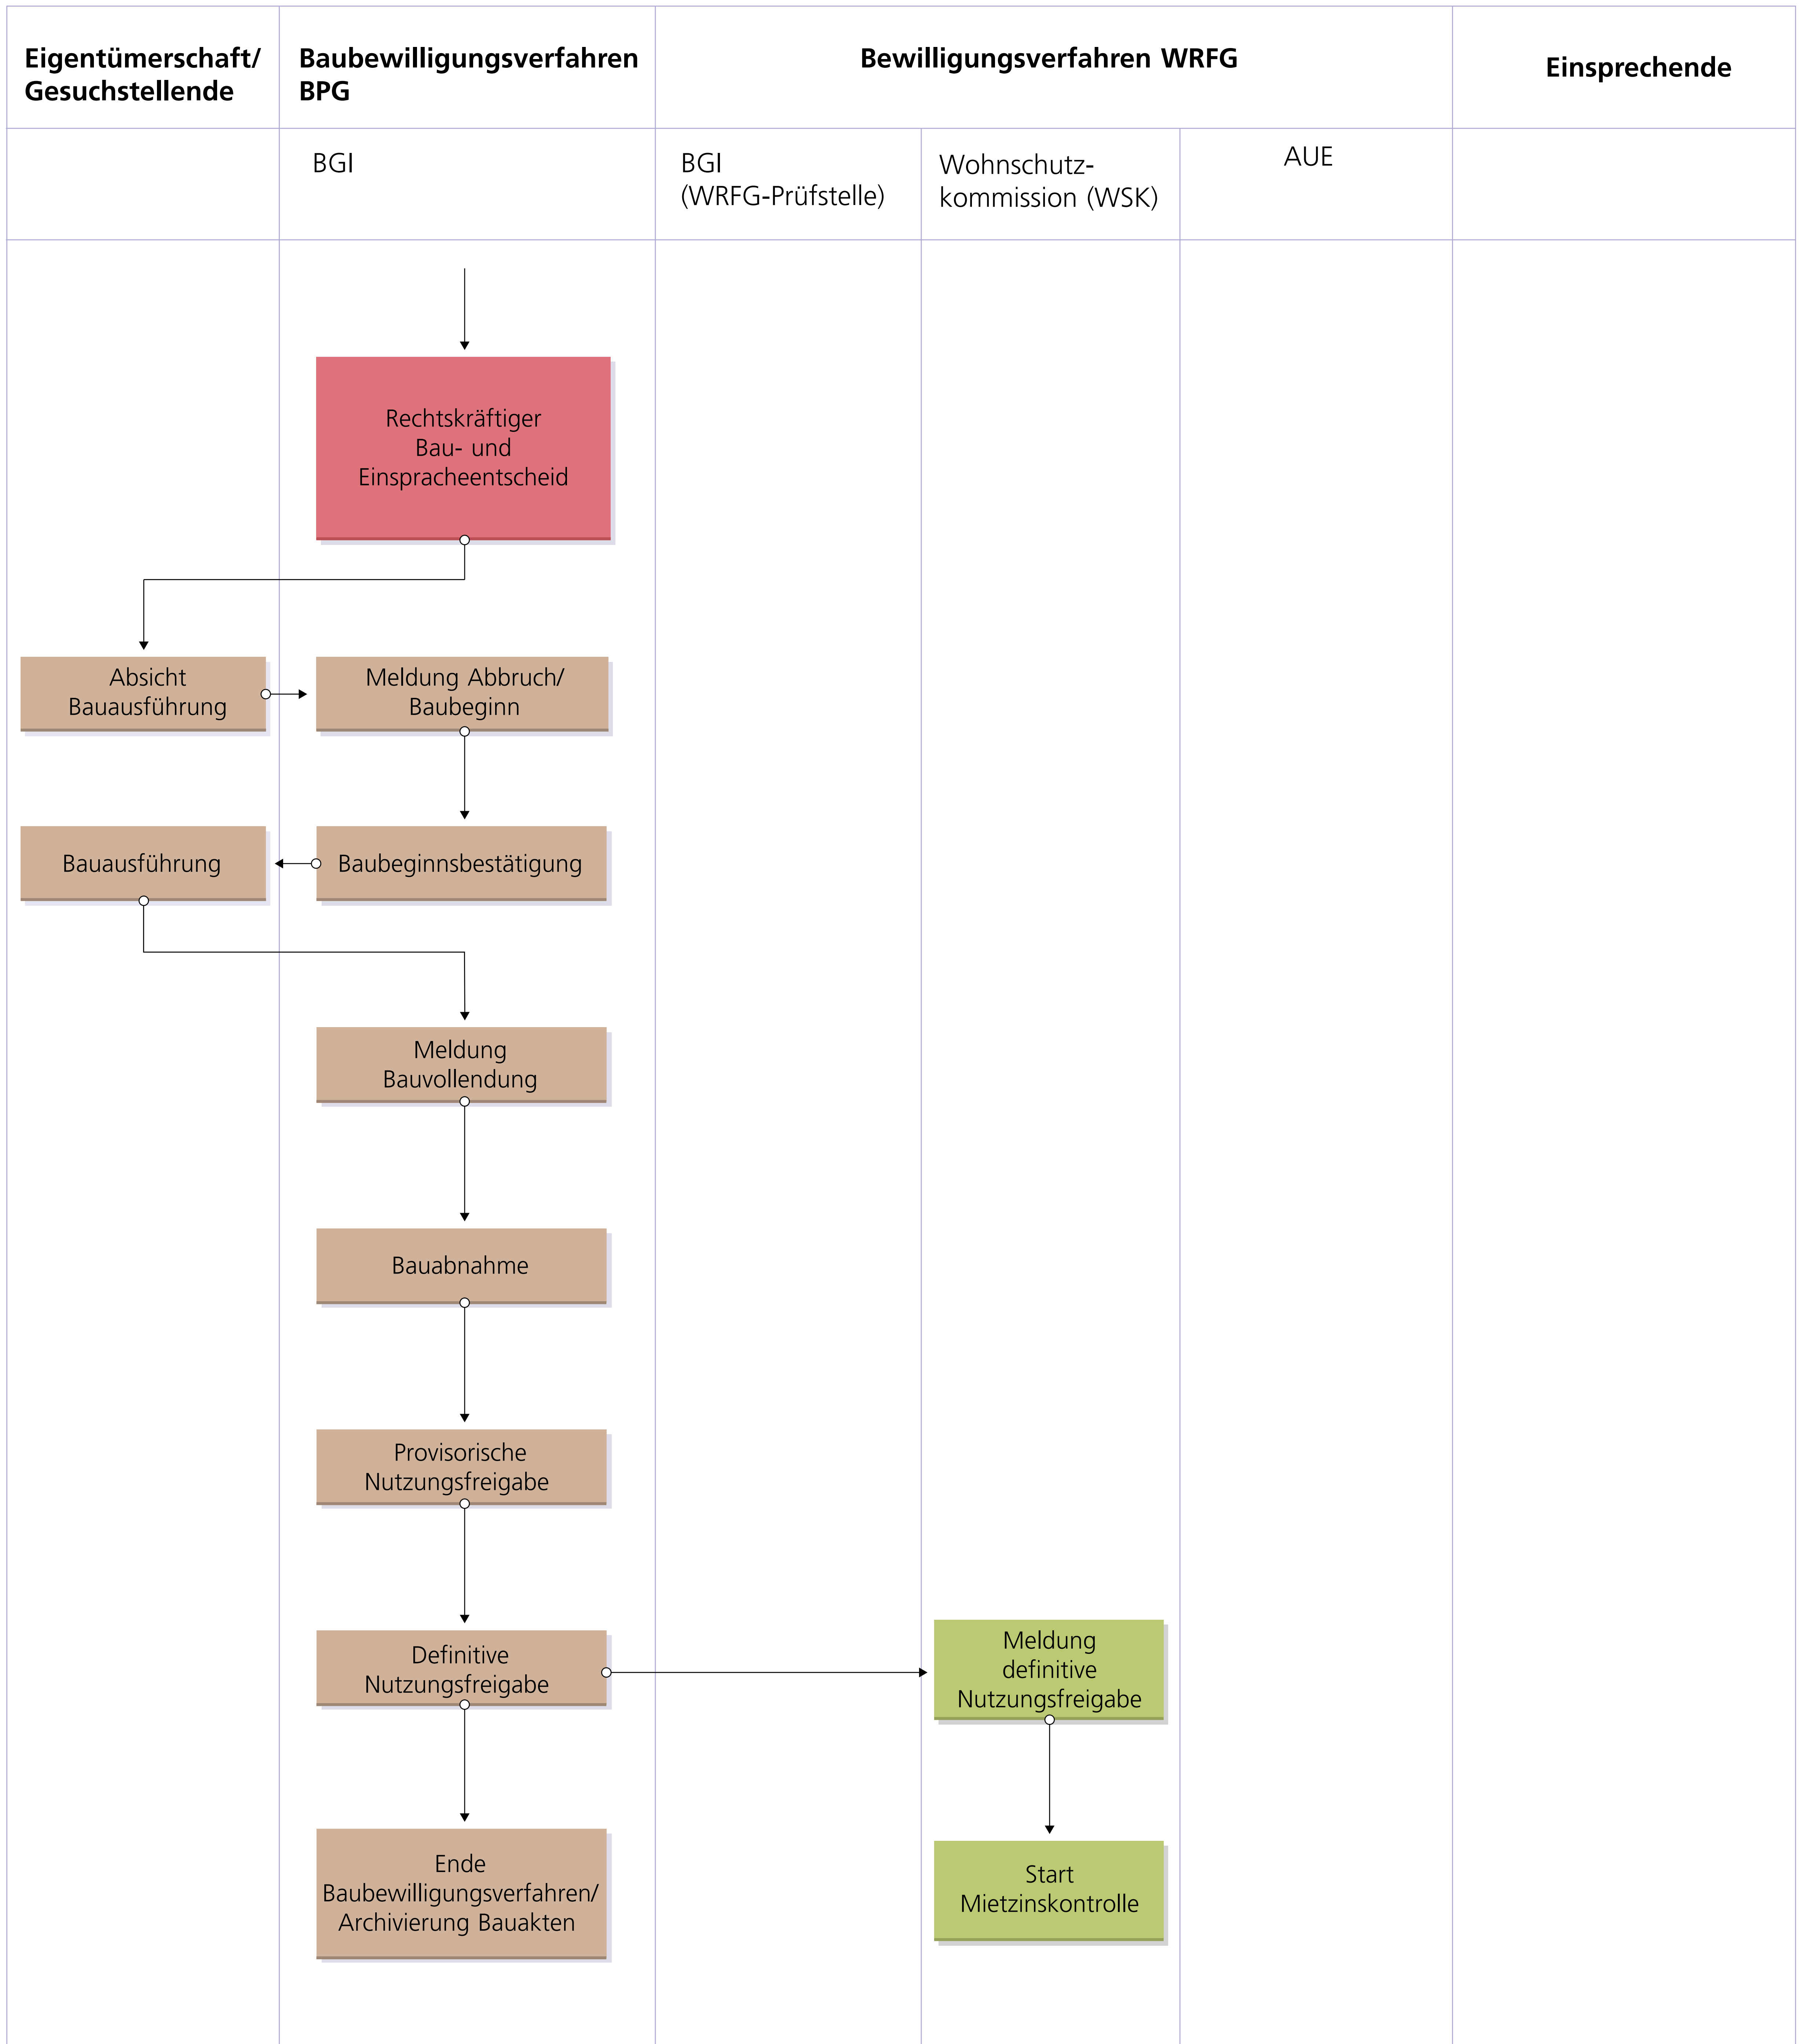 Eigentümerschaft/
Gesuchstellende
Baubewilligungsverfahren
BPG
Bewilligungsverfahren WRFG
Einsprechende
BGI
BGI
(WRFG-Prüfstelle)
Wohnschutz-
kommission (WSK)
AUE
Rechtskräftiger
Bau- und
Einspracheentscheid
Absicht
Bauausführung
Meldung Abbruch/
Baubeginn
Bauausführung
Baubeginnsbestätigung
Meldung
Bauvollendung
Bauabnahme
Provisorische
Nutzungsfreigabe
Definitive
Nutzungsfreigabe
Meldung
definitive
Nutzungsfreigabe
Ende
Baubewilligungsverfahren/
Archivierung Bauakten
Start
Mietzinskontrolle